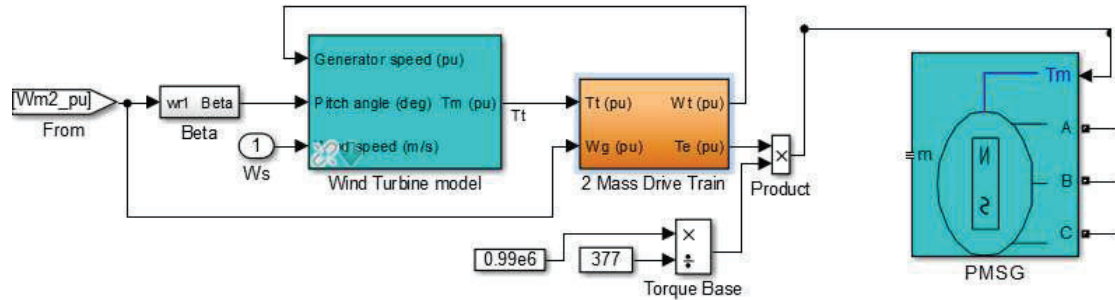 [Wm2_pu]
From
wr1 Beta
Beta
1
Ws
Generator speed (pu)
Pitch angle (deg) Tm (pu)
speed (m/s)
Wind Turbine model
Tt
Tt (pu) Wt (pu)
Wg (pu) Te (pu)
2 Mass Drive Train
×
Product
0.99e6
377
×
÷
Torque Base
Tm
A
m
B
C
N
S
PMSG